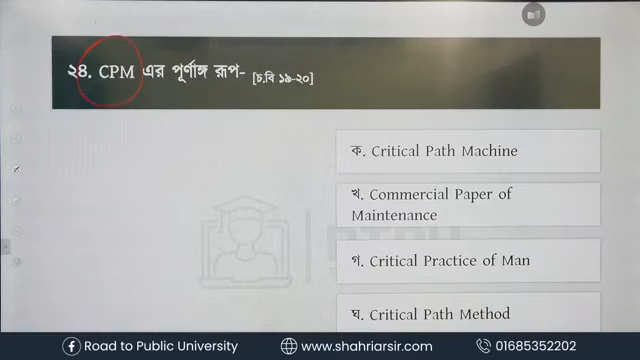 ২৪. CPM এর পূর্ণাঙ্গ রূপ- [চ.বি ১৯-২০]
ক. Critical Path Machine
খ. Commercial Paper of
Maintenance
গ. Critical Practice of Man
ঘ. Critical Path Method
Road to Public University
www.shahriarsir.com
01685352202